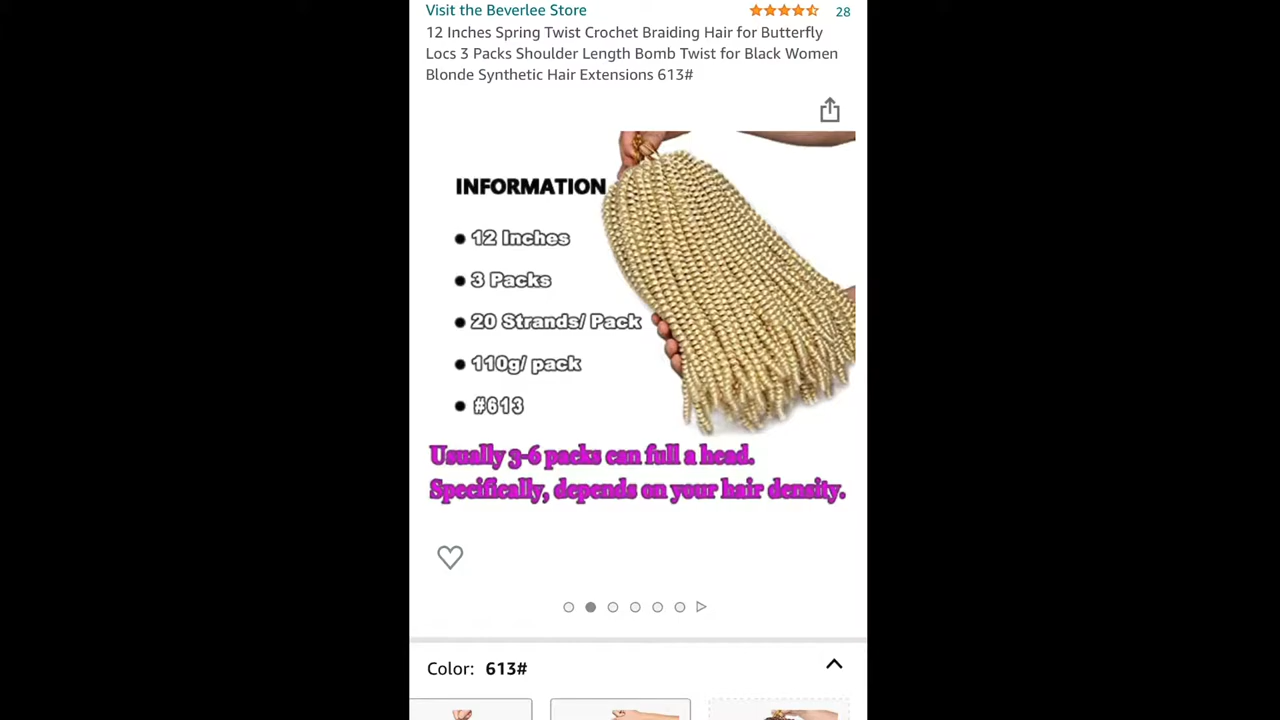 Visit the Beverlee Store
28
12 Inches Spring Twist Crochet Braiding Hair for Butterfly
Locs 3 Packs Shoulder Length Bomb Twist for Black Women
Blonde Synthetic Hair Extensions 613#
INFORMATION
12 Inches
3 Packs
20 Strands/ Pack
110g/ pack
#613
Usually 3-6 packs can full a head.
Specifically, depends on your hair density.
Color: 613#